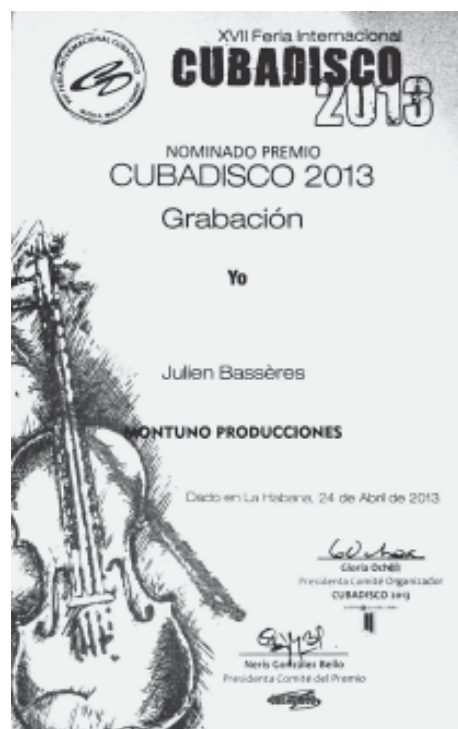 XVII Feria Internacional
CUBADISCO
2013
NOMINADO PREMIO
CUBADISCO 2013
Grabación
Yo
Julien Bassères
MONTUNO PRODUCCIONES
Dado en La Habana, 24 de Abril de 2013
Gloria Ochoa
Presidenta Comité Organizador
CUBADISCO 2013
Neris González Bello
Presidenta Comité del Premio